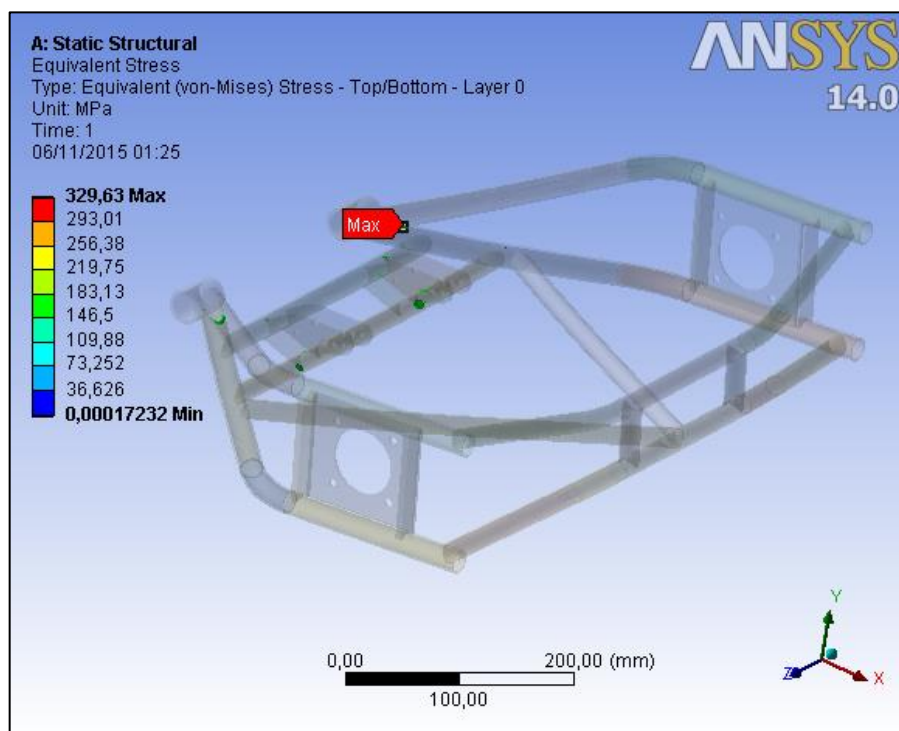 A: Static Structural
Equivalent Stress
Type: Equivalent (von-Mises) Stress - Top/Bottom - Layer 0
Unit: MPa
Time: 1
06/11/2015 01:25
ANSYS
14.0
329,63 Max
293,01
256,38
219,75
183,13
146,5
109,88
73,252
36,626
0,00017232 Min
Max
0,00
200,00 (mm)
100,00
Y
Z
X